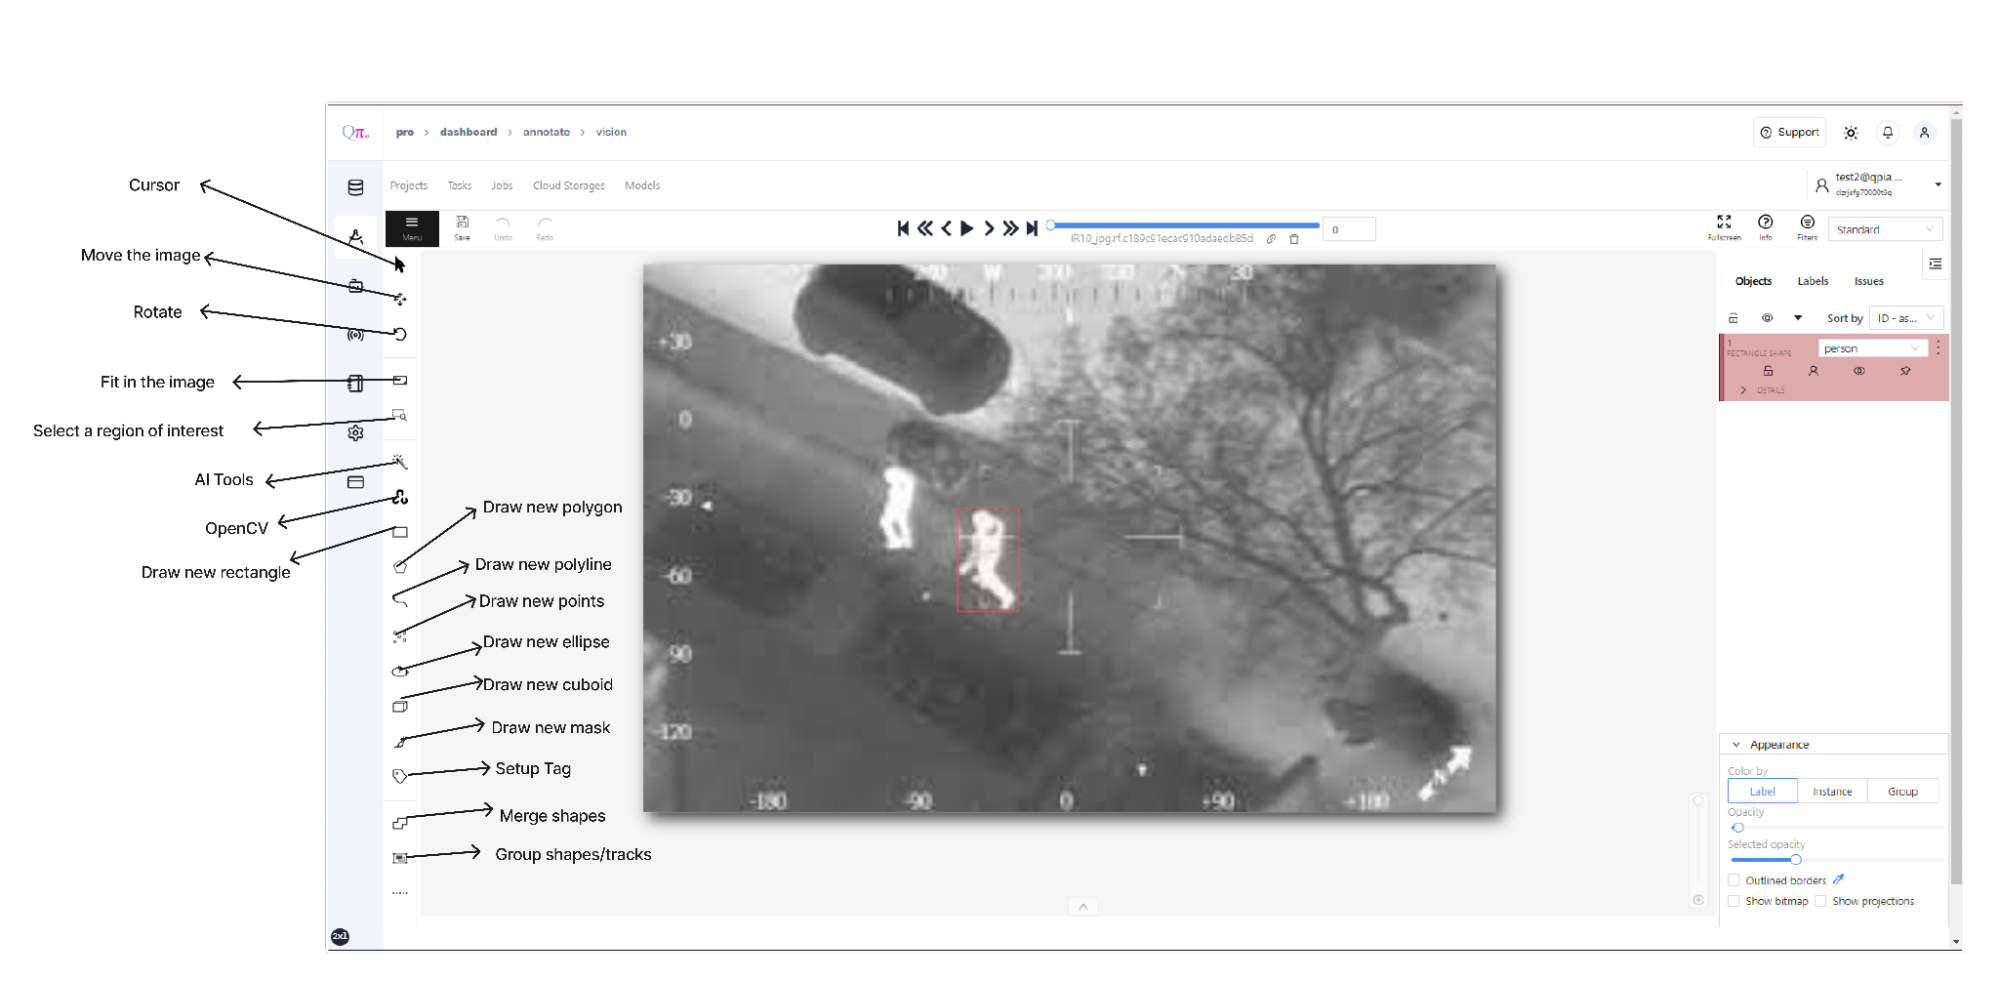 Qπ
pro > dashboard > annotate > vision
Support
Projects Tasks Jobs Cloud Storages Models
test2@qpia ...
clzrjefg70000t9q
Menu
Save
Undo
Redo
0
Fullscreen
Info
Filters
Standard
Cursor
Move the image
Rotate
Fit in the image
Select a region of interest
AI Tools
OpenCV
Draw new rectangle
Draw new polygon
Draw new polyline
Draw new points
Draw new ellipse
Draw new cuboid
Draw new mask
Setup Tag
Merge shapes
Group shapes/tracks
W 30
+30
0
-30
-60
-90
-120
-180 -90 0 +90 +180
Objects Labels Issues
Sort by ID - as...
1
RECTANGLE SHAPE
person
DETAILS
Appearance
Color by
Label Instance Group
Opacity
Selected opacity
Outlined borders
Show bitmap Show projections
2xl